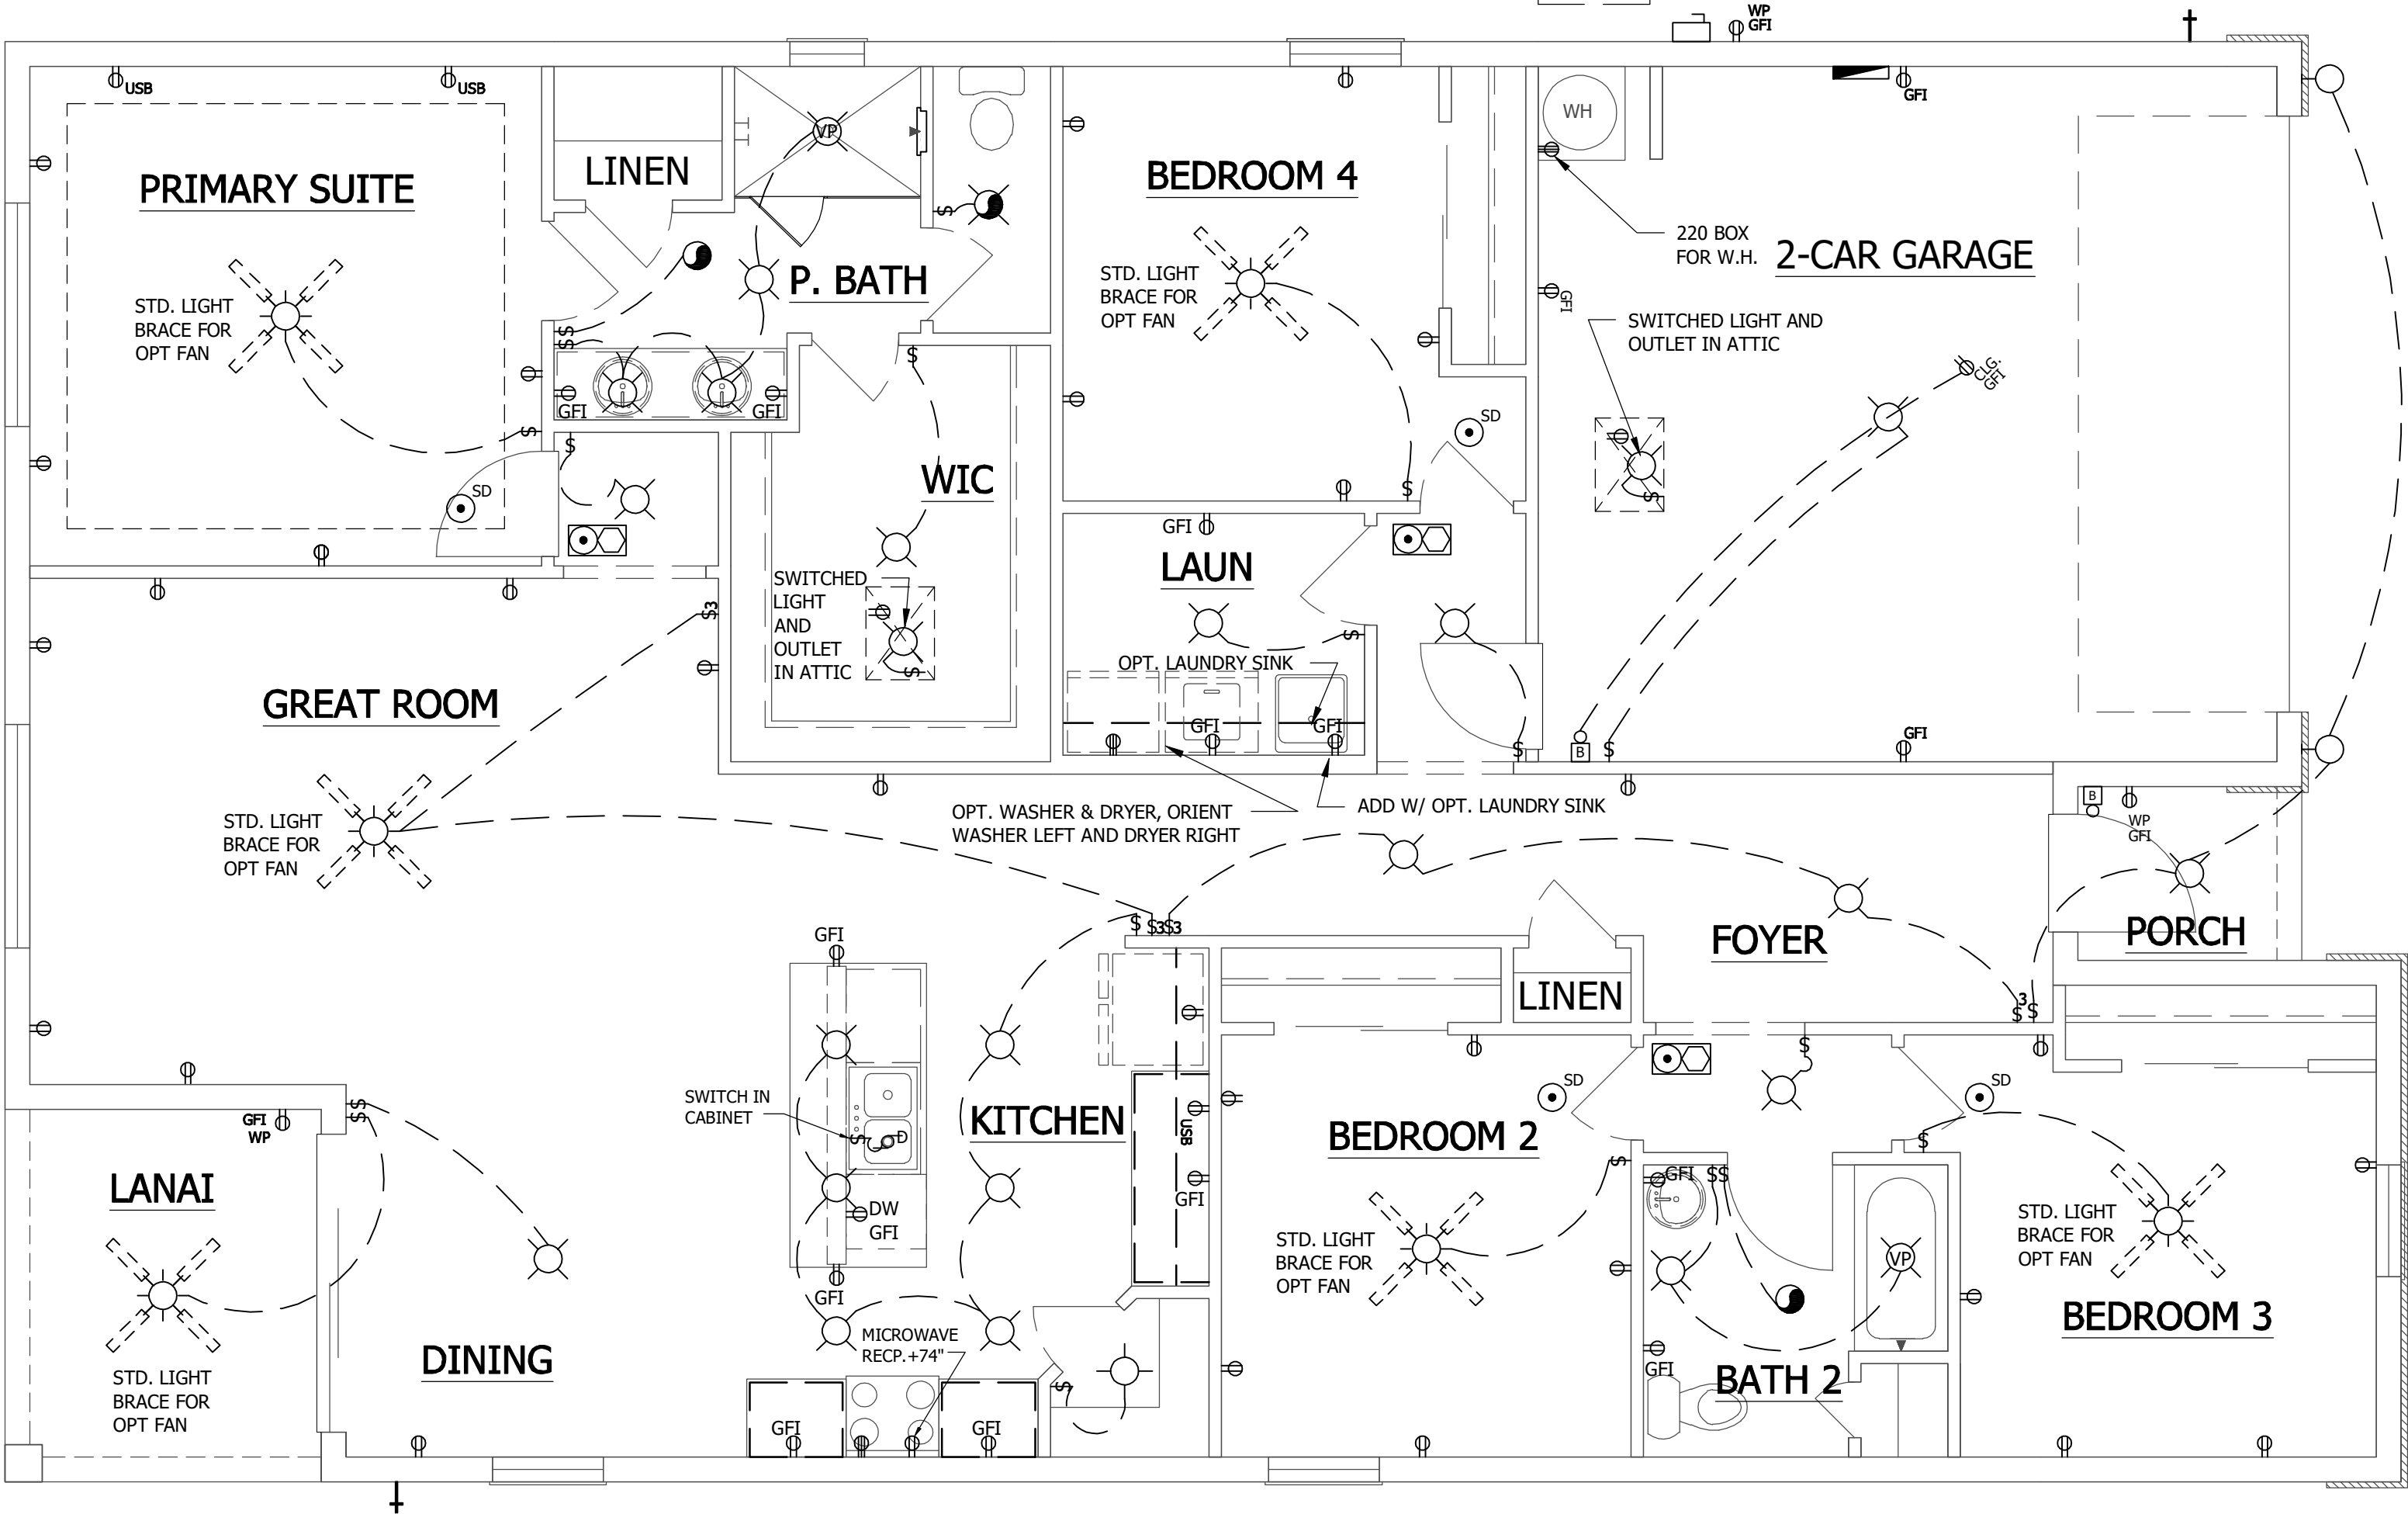 WP
GFI
USB
USB
GFI
VP
WH
LINEN
PRIMARY SUITE
BEDROOM 4
220 BOX
FOR W.H.
2-CAR GARAGE
$
P. BATH
STD. LIGHT
BRACE FOR
OPT FAN
STD. LIGHT
BRACE FOR
OPT FAN
GFI
SWITCHED LIGHT AND
OUTLET IN ATTIC
$
$
$
CLG.
GFI
GFI
GFI
SD
$
$
WIC
SD
$
$
GFI
LAUN
SWITCHED
LIGHT
AND
OUTLET
IN ATTIC
$
$3
$
OPT. LAUNDRY SINK
GREAT ROOM
GFI
GFI
GFI
$
B
$
OPT. WASHER & DRYER, ORIENT
WASHER LEFT AND DRYER RIGHT
ADD W/ OPT. LAUNDRY SINK
B
WP
GFI
STD. LIGHT
BRACE FOR
OPT FAN
$ $3$3
GFI
FOYER
PORCH
LINEN
3
$ $
$
SWITCH IN
CABINET
$
D
KITCHEN
USB
SD
SD
BEDROOM 2
$
$
$
GFI
WP
$
GFI
$$
LANAI
GFI
DW
GFI
STD. LIGHT
BRACE FOR
OPT FAN
VP
STD. LIGHT
BRACE FOR
OPT FAN
GFI
BEDROOM 3
MICROWAVE
RECP.+74"
DINING
STD. LIGHT
BRACE FOR
OPT FAN
$
GFI
BATH 2
GFI
GFI